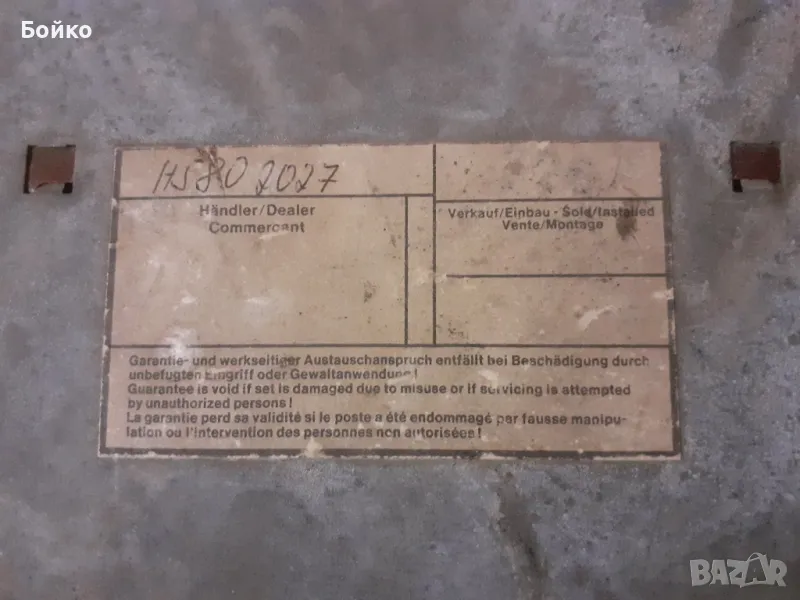 Бойко
H580 2027
Händler/Dealer
Commerçant
Verkauf/Einbau - Sold/Installed
Vente/Montage
Garantie- und werkseitiger Austauschanspruch entfällt bei Beschädigung durch
unbefugten Eingriff oder Gewaltanwendung!
Guarantee is void if set is damaged due to misuse or if servicing is attempted
by unauthorized persons!
La garantie perd sa validité si le poste a été endommagé par fausse manipu-
lation ou l'intervention des personnes non autorisées!
BAZAR